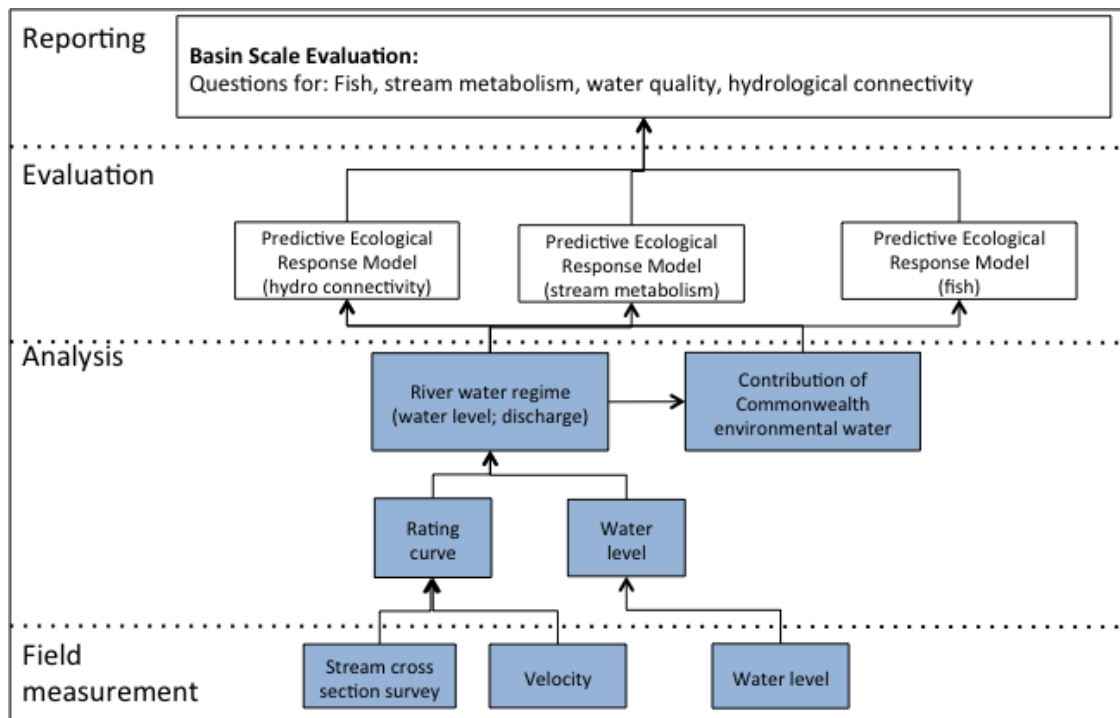 Reporting
Basin Scale Evaluation:
Questions for: Fish, stream metabolism, water quality, hydrological connectivity
Evaluation
Predictive Ecological
Response Model
(hydro connectivity)
Predictive Ecological
Response Model
(stream metabolism)
Predictive Ecological
Response Model
(fish)
Analysis
River water regime
(water level; discharge)
Contribution of
Commonwealth
environmental water
Rating
curve
Water
level
Field
measurement
Stream cross
section survey
Velocity
Water level